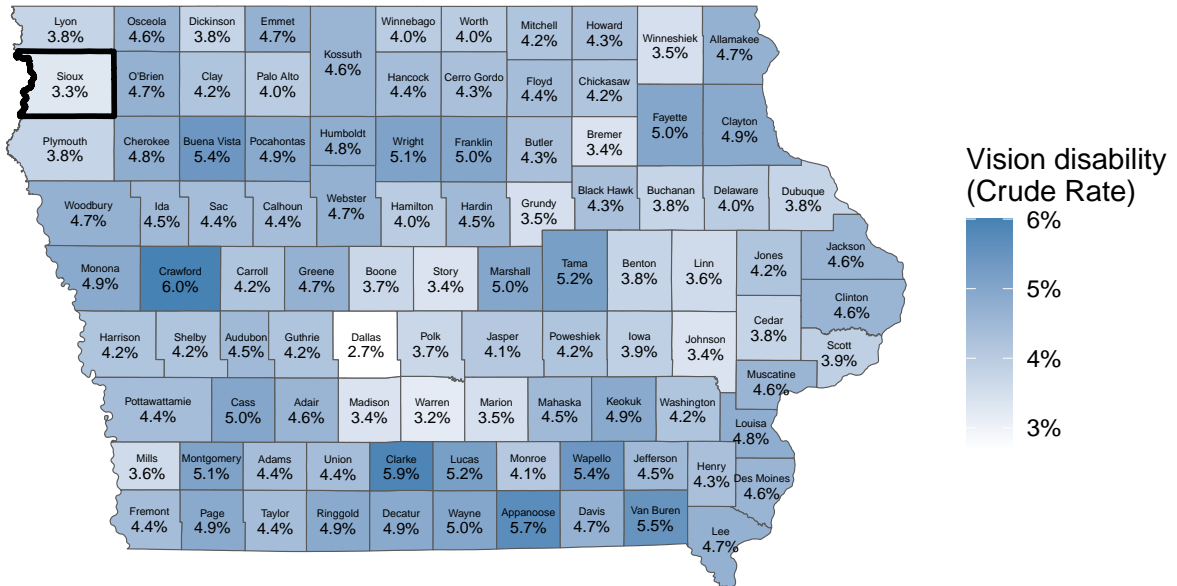 Lyon
3.8%
Osceola
4.6%
Dickinson
3.8%
Emmet
4.7%
Kossuth
4.6%
Winnebago
4.0%
Worth
4.0%
Mitchell
4.2%
Howard
4.3%
Winneshiek
3.5%
Allamakee
4.7%
Sioux
3.3%
O'Brien
4.7%
Clay
4.2%
Palo Alto
4.0%
Hancock
4.4%
Cerro Gordo
4.3%
Floyd
4.4%
Chickasaw
4.2%
Fayette
5.0%
Clayton
4.9%
Plymouth
3.8%
Cherokee
4.8%
Buena Vista
5.4%
Pocahontas
4.9%
Humboldt
4.8%
Wright
5.1%
Franklin
5.0%
Butler
4.3%
Bremer
3.4%
Woodbury
4.7%
Ida
4.5%
Sac
4.4%
Calhoun
4.4%
Webster
4.7%
Hamilton
4.0%
Hardin
4.5%
Grundy
3.5%
Black Hawk
4.3%
Buchanan
3.8%
Delaware
4.0%
Dubuque
3.8%
Monona
4.9%
Crawford
6.0%
Carroll
4.2%
Greene
4.7%
Boone
3.7%
Story
3.4%
Marshall
5.0%
Tama
5.2%
Benton
3.8%
Linn
3.6%
Jones
4.2%
Jackson
4.6%
Clinton
4.6%
Harrison
4.2%
Shelby
4.2%
Audubon
4.5%
Guthrie
4.2%
Dallas
2.7%
Polk
3.7%
Jasper
4.1%
Poweshiek
4.2%
Iowa
3.9%
Johnson
3.4%
Cedar
3.8%
Scott
3.9%
Muscatine
4.6%
Pottawattamie
4.4%
Cass
5.0%
Adair
4.6%
Madison
3.4%
Warren
3.2%
Marion
3.5%
Mahaska
4.5%
Keokuk
4.9%
Washington
4.2%
Louisa
4.8%
Mills
3.6%
Montgomery
5.1%
Adams
4.4%
Union
4.4%
Clarke
5.9%
Lucas
5.2%
Monroe
4.1%
Wapello
5.4%
Jefferson
4.5%
Henry
4.3%
Des Moines
4.6%
Fremont
4.4%
Page
4.9%
Taylor
4.4%
Ringgold
4.9%
Decatur
4.9%
Wayne
5.0%
Appanoose
5.7%
Davis
4.7%
Van Buren
5.5%
Lee
4.7%
Vision disability
(Crude Rate)
6%
5%
4%
3%